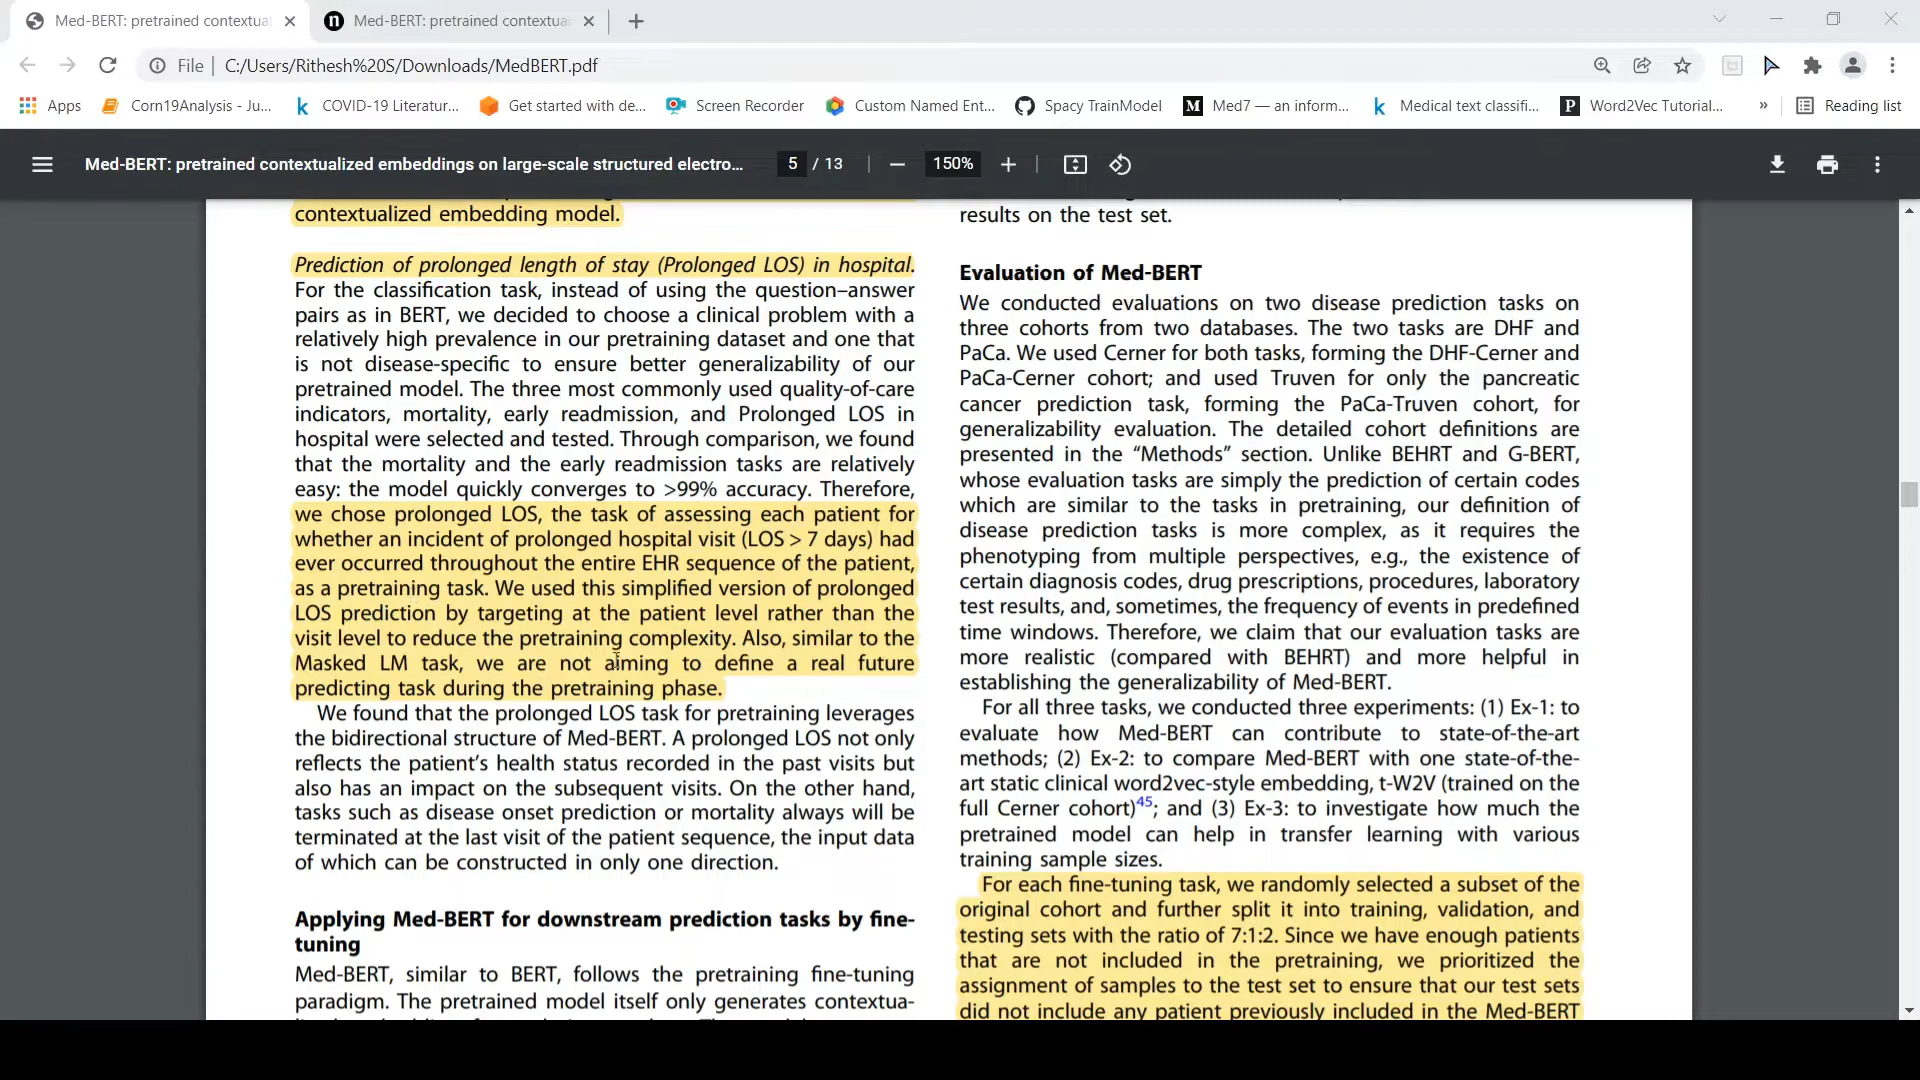 Med-BERT: pretrained contextua
Med-BERT: pretrained contextua
File
C:/Users/Rithesh%20S/Downloads/MedBERT.pdf
Apps
Corn19Analysis - Ju...
COVID-19 Literatur...
Get started with de...
Screen Recorder
Custom Named Ent...
Spacy TrainModel
Med7 — an inform...
Medical text classifi...
Word2Vec Tutorial...
»
Reading list
Med-BERT: pretrained contextualized embeddings on large-scale structured electro...
5 / 13
150%
contextualized embedding model.
Prediction of prolonged length of stay (Prolonged LOS) in hospital.
For the classification task, instead of using the question–answer
pairs as in BERT, we decided to choose a clinical problem with a
relatively high prevalence in our pretraining dataset and one that
is not disease-specific to ensure better generalizability of our
pretrained model. The three most commonly used quality-of-care
indicators, mortality, early readmission, and Prolonged LOS in
hospital were selected and tested. Through comparison, we found
that the mortality and the early readmission tasks are relatively
easy: the model quickly converges to >99% accuracy. Therefore,
we chose prolonged LOS, the task of assessing each patient for
whether an incident of prolonged hospital visit (LOS > 7 days) had
ever occurred throughout the entire EHR sequence of the patient,
as a pretraining task. We used this simplified version of prolonged
LOS prediction by targeting at the patient level rather than the
visit level to reduce the pretraining complexity. Also, similar to the
Masked LM task, we are not aiming to define a real future
predicting task during the pretraining phase.
We found that the prolonged LOS task for pretraining leverages
the bidirectional structure of Med-BERT. A prolonged LOS not only
reflects the patient's health status recorded in the past visits but
also has an impact on the subsequent visits. On the other hand,
tasks such as disease onset prediction or mortality always will be
terminated at the last visit of the patient sequence, the input data
of which can be constructed in only one direction.
Applying Med-BERT for downstream prediction tasks by fine-
tuning
Med-BERT, similar to BERT, follows the pretraining fine-tuning
paradigm. The pretrained model itself only generates contextua-
results on the test set.
Evaluation of Med-BERT
We conducted evaluations on two disease prediction tasks on
three cohorts from two databases. The two tasks are DHF and
PaCa. We used Cerner for both tasks, forming the DHF-Cerner and
PaCa-Cerner cohort; and used Truven for only the pancreatic
cancer prediction task, forming the PaCa-Truven cohort, for
generalizability evaluation. The detailed cohort definitions are
presented in the “Methods” section. Unlike BEHRT and G-BERT,
whose evaluation tasks are simply the prediction of certain codes
which are similar to the tasks in pretraining, our definition of
disease prediction tasks is more complex, as it requires the
phenotyping from multiple perspectives, e.g., the existence of
certain diagnosis codes, drug prescriptions, procedures, laboratory
test results, and, sometimes, the frequency of events in predefined
time windows. Therefore, we claim that our evaluation tasks are
more realistic (compared with BEHRT) and more helpful in
establishing the generalizability of Med-BERT.
For all three tasks, we conducted three experiments: (1) Ex-1: to
evaluate how Med-BERT can contribute to state-of-the-art
methods; (2) Ex-2: to compare Med-BERT with one state-of-the-
art static clinical word2vec-style embedding, t-W2V (trained on the
full Cerner cohort)45; and (3) Ex-3: to investigate how much the
pretrained model can help in transfer learning with various
training sample sizes.
For each fine-tuning task, we randomly selected a subset of the
original cohort and further split it into training, validation, and
testing sets with the ratio of 7:1:2. Since we have enough patients
that are not included in the pretraining, we prioritized the
assignment of samples to the test set to ensure that our test sets
did not include any patient previously included in the Med-BERT